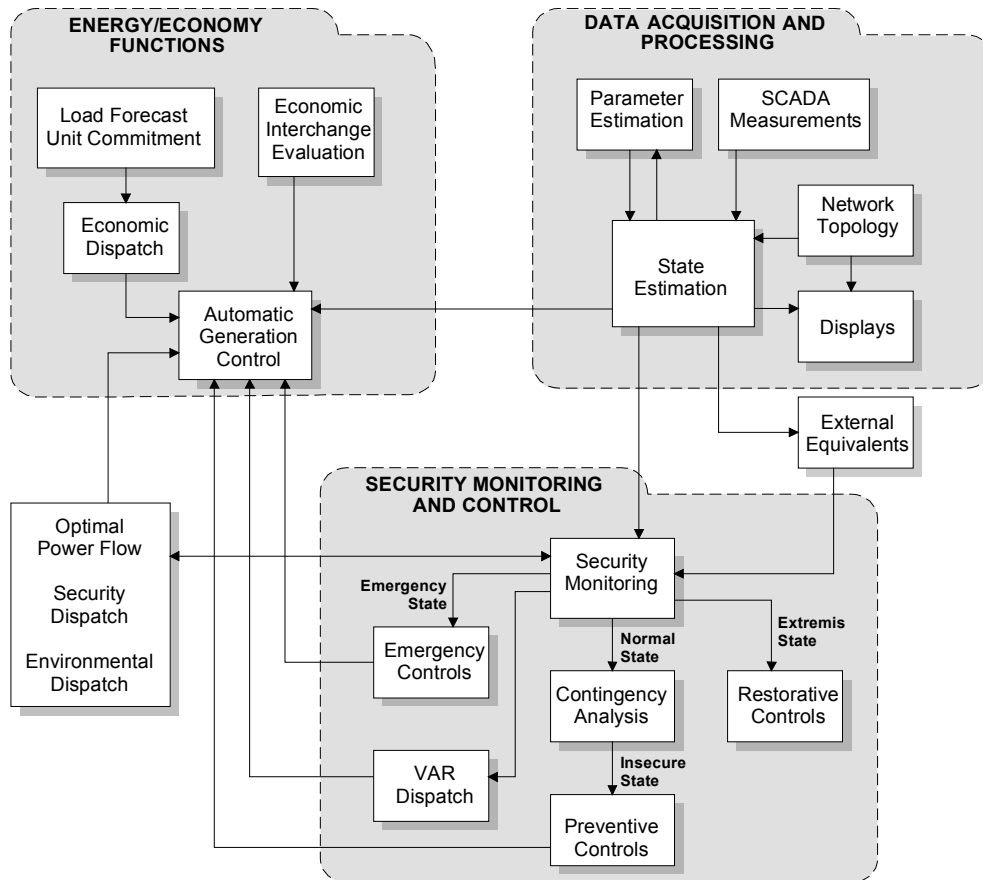 ENERGY/ECONOMY
FUNCTIONS
Load Forecast
Unit Commitment
Economic
Interchange
Evaluation
Economic
Dispatch
Automatic
Generation
Control
DATA ACQUISITION AND
PROCESSING
Parameter
Estimation
SCADA
Measurements
Network
Topology
State
Estimation
Displays
External
Equivalents
SECURITY MONITORING
AND CONTROL
Optimal
Power Flow
Security
Dispatch
Environmental
Dispatch
Security
Monitoring
Emergency
State
Normal
State
Extremis
State
Emergency
Controls
Contingency
Analysis
Restorative
Controls
Insecure
State
VAR
Dispatch
Preventive
Controls